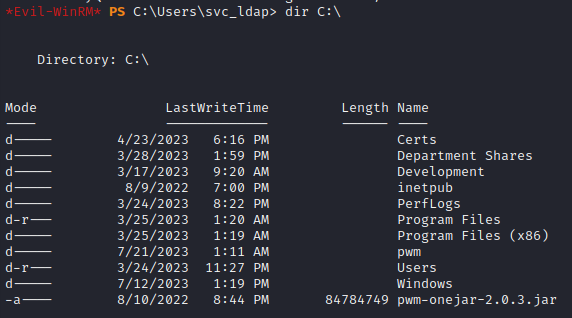 *Evil-WinRM* PS C:\Users\svc_ldap> dir C:\
Directory: C:\
Mode LastWriteTime Length Name
---- ------------- ------ ----
d----- 4/23/2023 6:16 PM Certs
d----- 3/28/2023 1:59 PM Department Shares
d----- 3/17/2023 9:20 AM Development
d----- 8/9/2022 7:00 PM inetpub
d----- 3/24/2023 8:22 PM PerfLogs
d-r--- 3/25/2023 1:20 AM Program Files
d----- 3/25/2023 1:19 AM Program Files (x86)
d----- 7/21/2023 1:11 AM pwm
d-r--- 3/24/2023 11:27 PM Users
d----- 7/12/2023 1:19 PM Windows
-a---- 8/10/2022 8:44 PM 84784749 pwm-onejar-2.0.3.jar